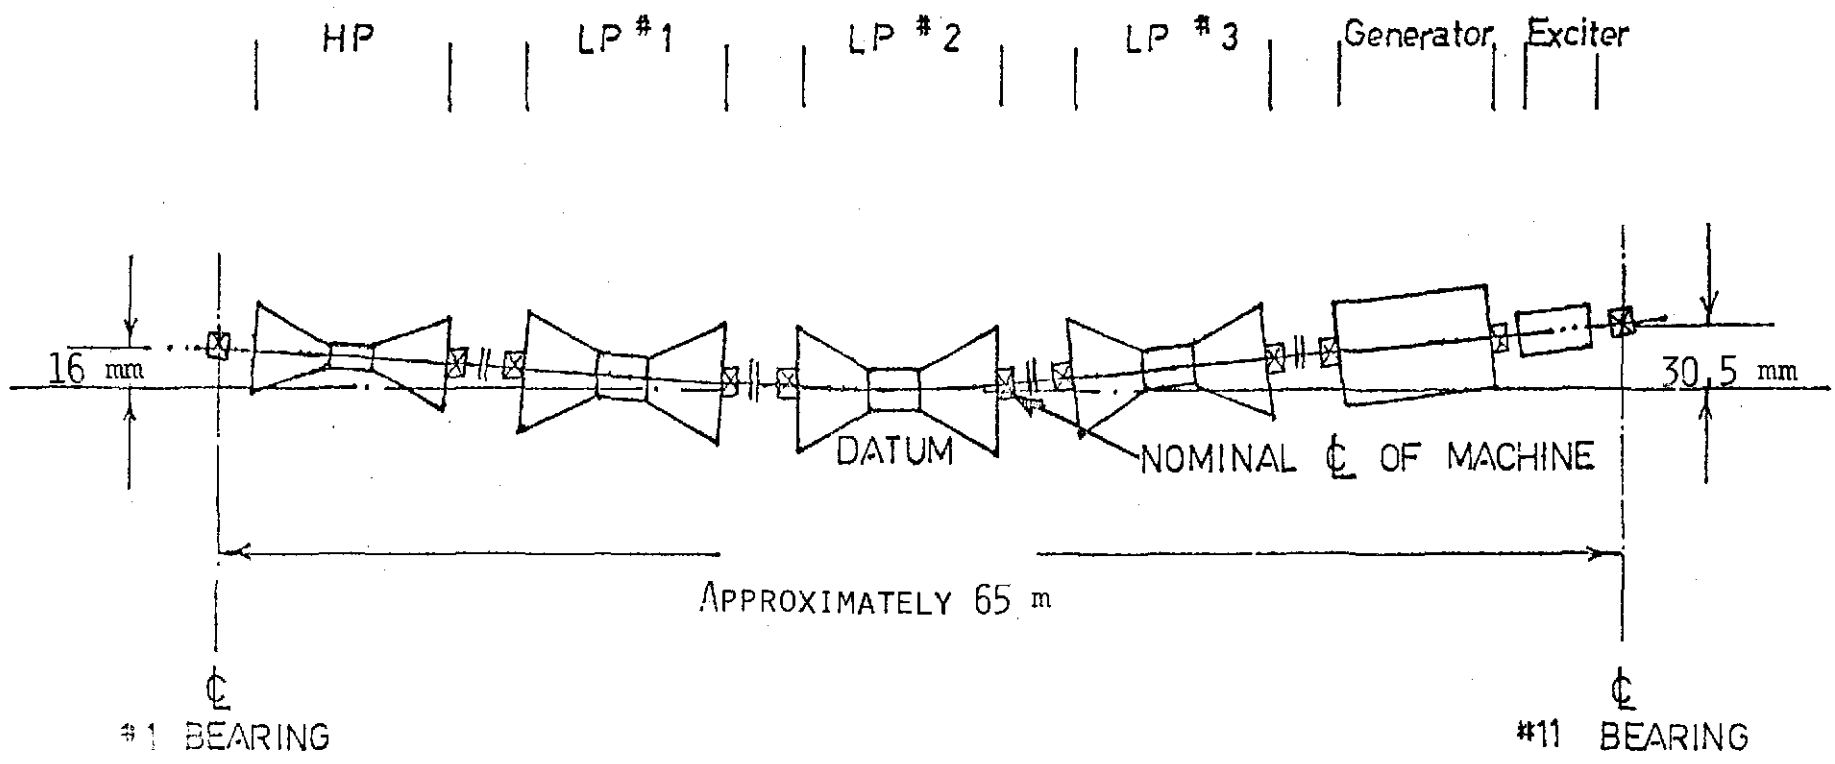 HP LP #1 LP #2 LP #3 Generator Exciter
16 mm
30,5 mm
DATUM
NOMINAL ℄ OF MACHINE
APPROXIMATELY 65 m
℄ ℄
#1 BEARING #11 BEARING